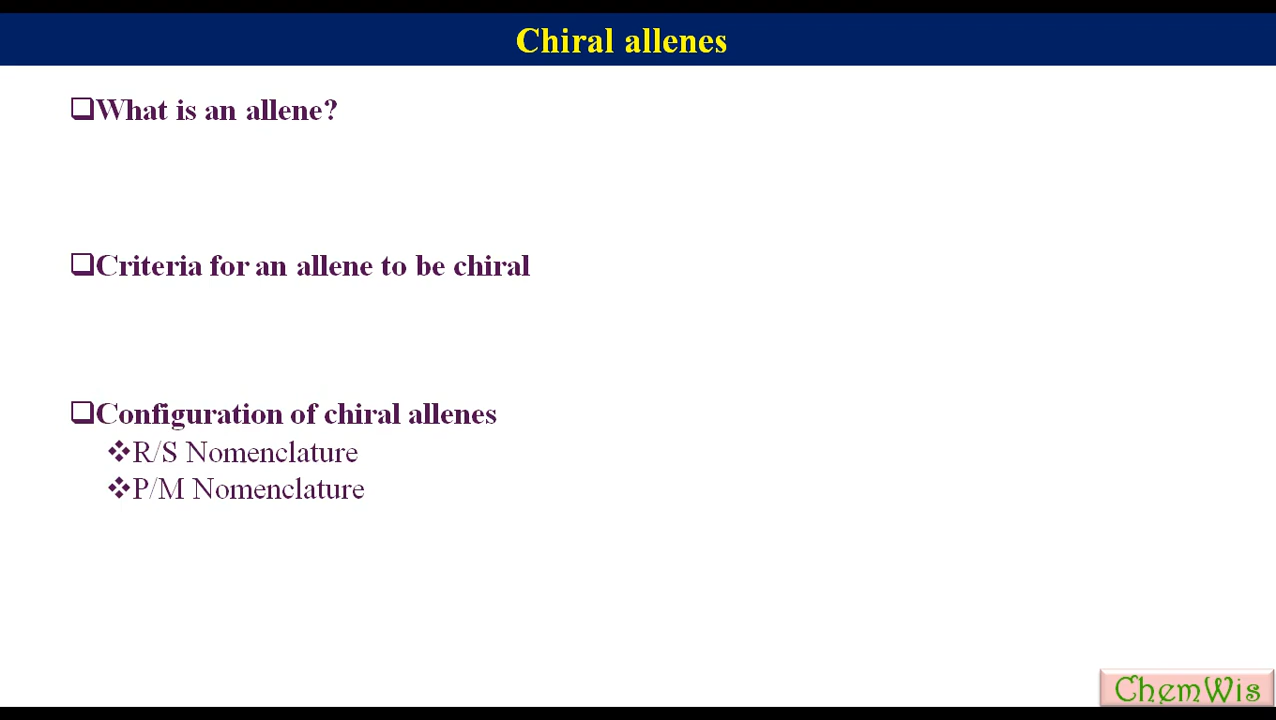 Chiral allenes
❑What is an allene?
❑Criteria for an allene to be chiral
❑Configuration of chiral allenes
❖R/S Nomenclature
❖P/M Nomenclature
ChemWis